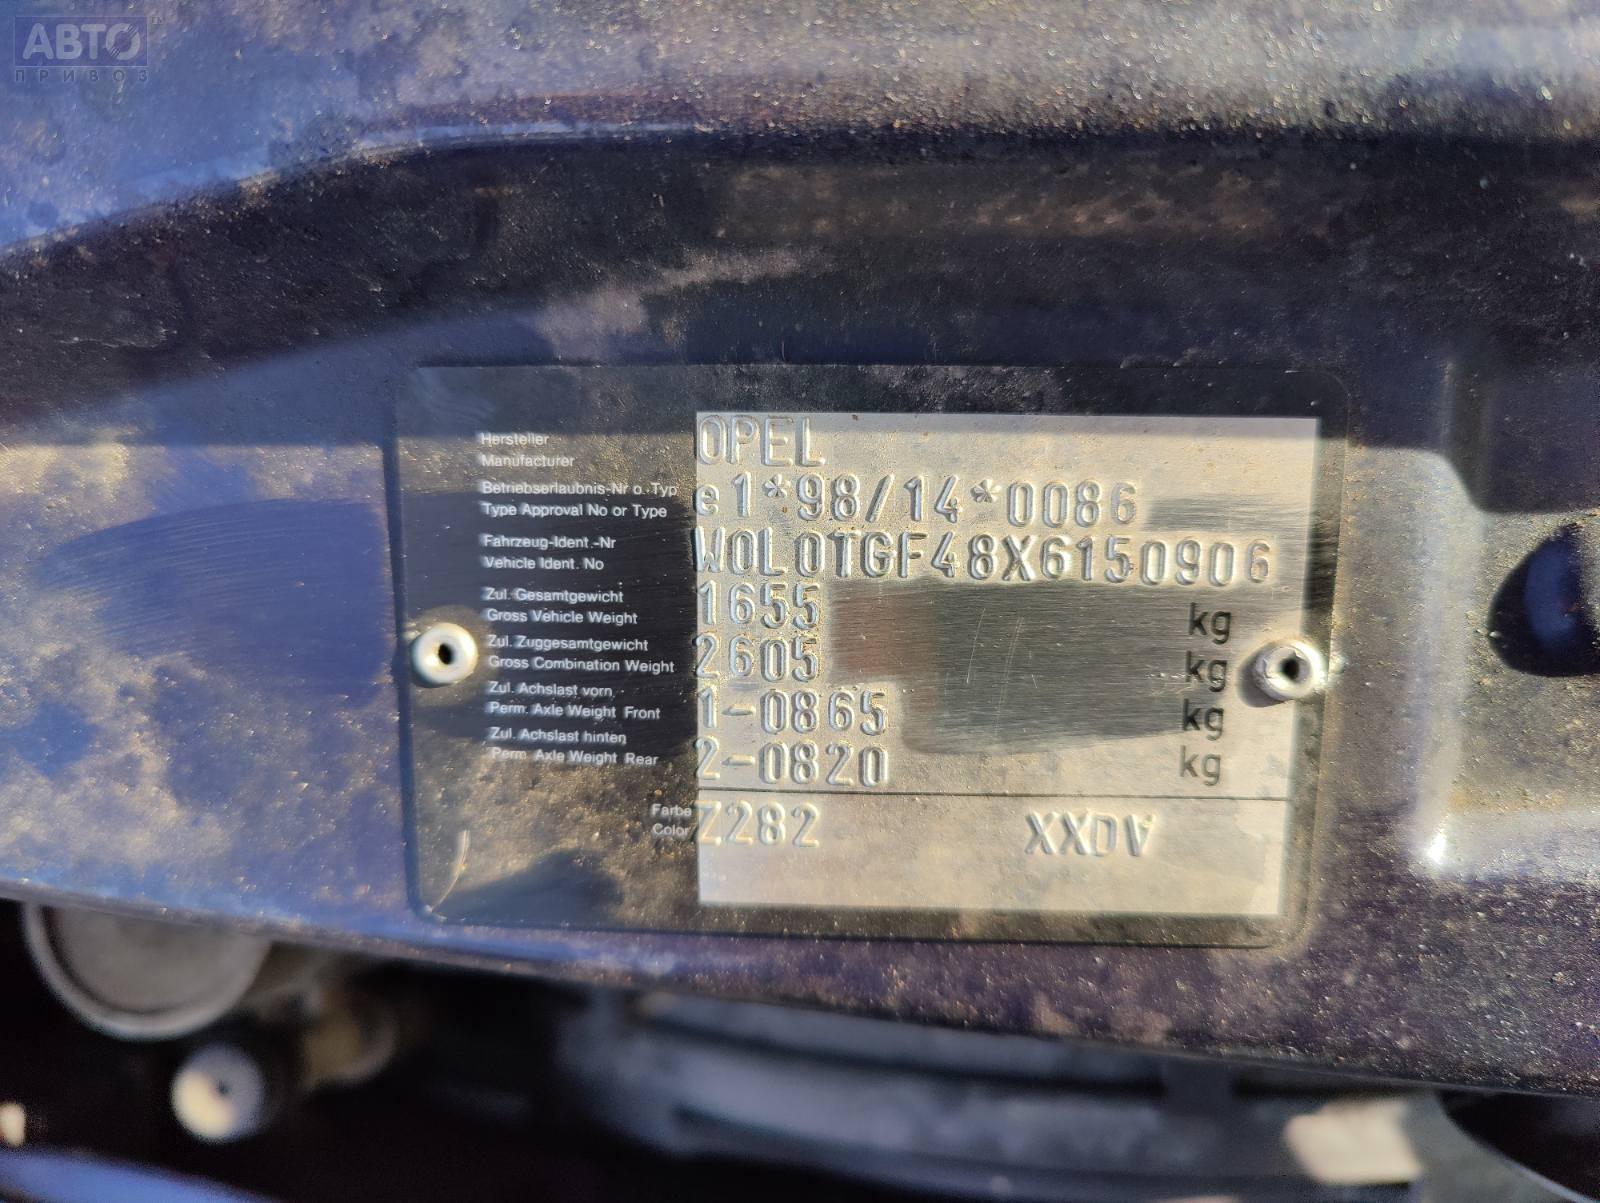 АВТО
ПРИВОЗ
Hersteller
Manufacturer
OPEL
Betriebserlaubnis-Nr o. Typ
Type Approval No or Type
e1*98/14*0086
Fahrzeug-Ident.-Nr
Vehicle Ident. No
W0L0TGF48X6150906
Zul. Gesamtgewicht
Gross Vehicle Weight
1655 kg
Zul. Zuggesamtgewicht
Gross Combination Weight
2605 kg
Zul. Achslast vorn
Perm. Axle Weight Front
1-0865 kg
Zul. Achslast hinten
Perm. Axle Weight Rear
2-0820 kg
Farbe
Color
Z282